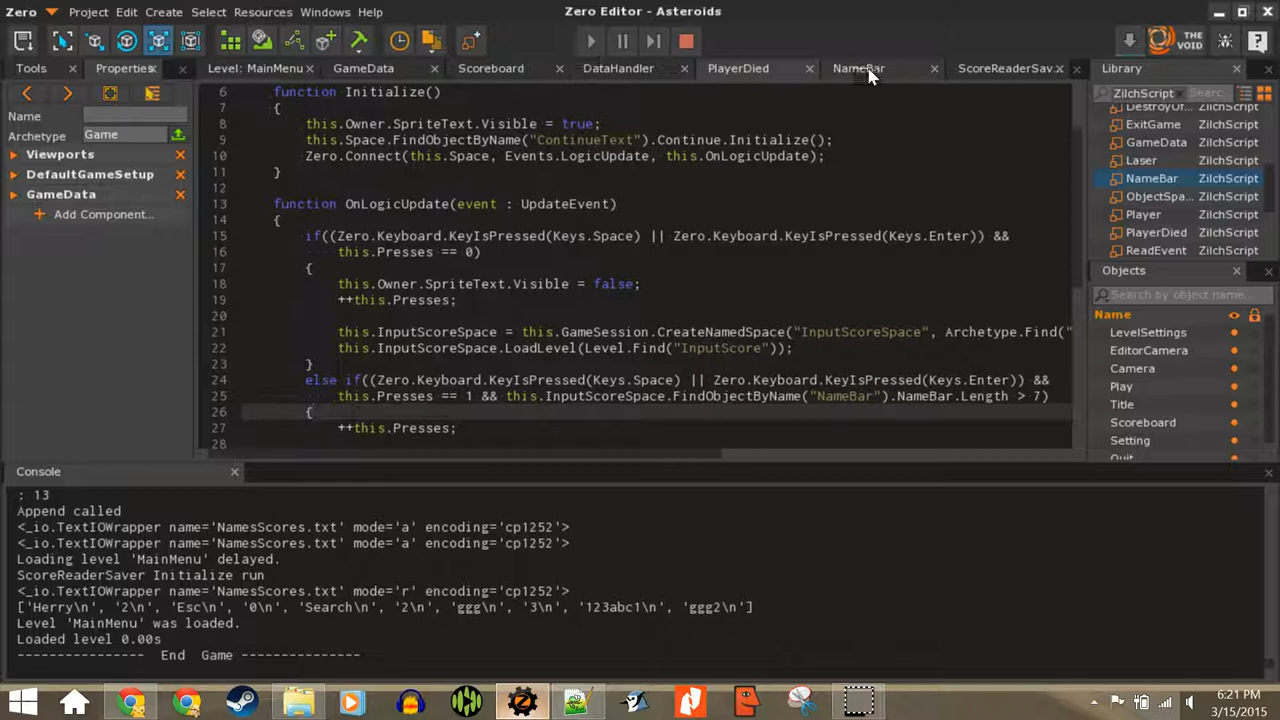 Zero Project Edit Create Select Resources Windows Help Zero Editor - Asteroids
THE VOID
Tools Properties Level: MainMenu GameData Scoreboard DataHandler PlayerDied NameBar ScoreReaderSav... Library
Name
Archetype Game
Viewports
DefaultGameSetup
GameData
Add Component...
6 function Initialize()
7 {
8 this.Owner.SpriteText.Visible = true;
9 this.Space.FindObjectByName("ContinueText").Continue.Initialize();
10 Zero.Connect(this.Space, Events.LogicUpdate, this.OnLogicUpdate);
11 }
12
13 function OnLogicUpdate(event : UpdateEvent)
14 {
15 if((Zero.Keyboard.KeyIsPressed(Keys.Space) || Zero.Keyboard.KeyIsPressed(Keys.Enter)) &&
16 this.Presses == 0)
17 {
18 this.Owner.SpriteText.Visible = false;
19 ++this.Presses;
20
21 this.InputScoreSpace = this.GameSession.CreateNamedSpace("InputScoreSpace", Archetype.Find("
22 this.InputScoreSpace.LoadLevel(Level.Find("InputScore"));
23 }
24 else if((Zero.Keyboard.KeyIsPressed(Keys.Space) || Zero.Keyboard.KeyIsPressed(Keys.Enter)) &&
25 this.Presses == 1 && this.InputScoreSpace.FindObjectByName("NameBar").NameBar.Length > 7)
26 {
27 ++this.Presses;
28
ZilchScript Searc
DestroyOf... ZilchScript
ExitGame ZilchScript
GameData ZilchScript
Laser ZilchScript
NameBar ZilchScript
ObjectSpa... ZilchScript
Player ZilchScript
PlayerDied ZilchScript
ReadEvent ZilchScript
Objects
Search by object name...
Name
LevelSettings
EditorCamera
Camera
Play
Title
Scoreboard
Setting
Quit
Console
: 13
Append called
<_io.TextIOWrapper name='NamesScores.txt' mode='a' encoding='cp1252'>
<_io.TextIOWrapper name='NamesScores.txt' mode='a' encoding='cp1252'>
Loading level 'MainMenu' delayed.
ScoreReaderSaver Initialize run
<_io.TextIOWrapper name='NamesScores.txt' mode='r' encoding='cp1252'>
['Herry\n', '2\n', 'Esc\n', '0\n', 'Search\n', '2\n', 'ggg\n', '3\n', '123abc1\n', 'ggg2\n']
Level 'MainMenu' was loaded.
Loaded level 0.00s
---------------- End Game ---------------
6:21 PM
3/15/2015